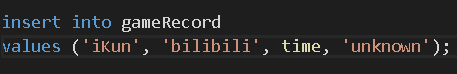 insert into gameRecord
values ('iKun', 'bilibili', time, 'unknown');